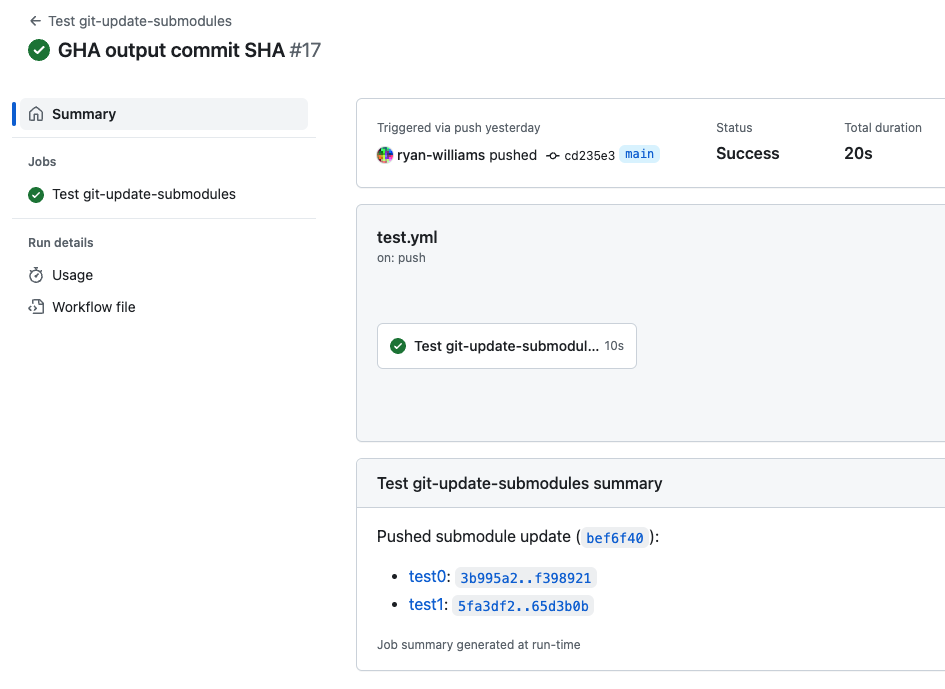 ← Test git-update-submodules
GHA output commit SHA #17
Summary
Jobs
Test git-update-submodules
Run details
Usage
Workflow file
Triggered via push yesterday
ryan-williams pushed cd235e3 main
Status
Success
Total duration
20s
test.yml
on: push
Test git-update-submodul... 10s
Test git-update-submodules summary
Pushed submodule update (bef6f40):
• test0: 3b995a2..f398921
• test1: 5fa3df2..65d3b0b
Job summary generated at run-time